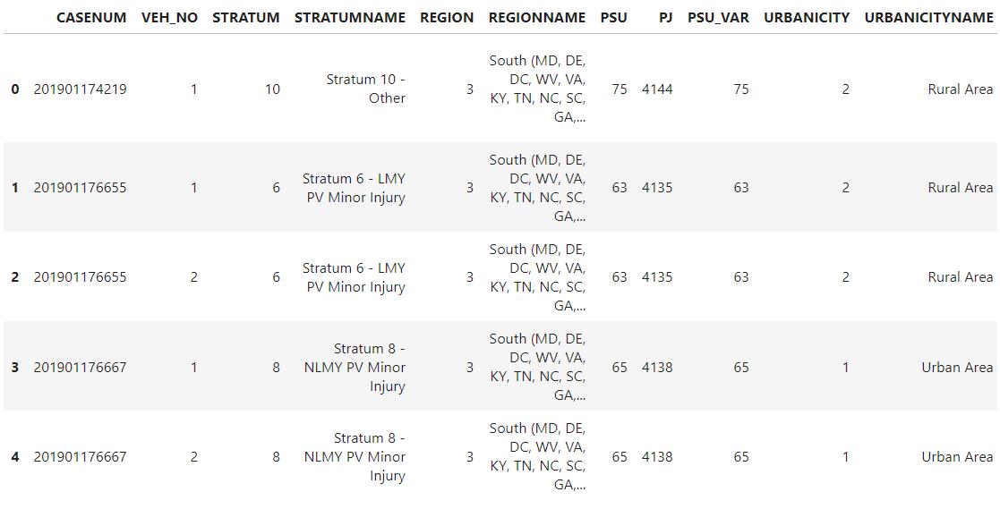 CASENUM VEH_NO STRATUM STRATUMNAME REGION REGIONNAME PSU PJ PSU_VAR URBANICITY URBANICITYNAME
South (MD, DE,
DC, WV, VA,
0 201901174219 1 10 Stratum 10 - Other 3 KY, TN, NC, SC, 75 4144 75 2 Rural Area
GA,...
South (MD, DE,
DC, WV, VA,
1 201901176655 1 6 Stratum 6 - LMY PV Minor Injury 3 KY, TN, NC, SC, 63 4135 63 2 Rural Area
GA,...
South (MD, DE,
DC, WV, VA,
2 201901176655 2 6 Stratum 6 - LMY PV Minor Injury 3 KY, TN, NC, SC, 63 4135 63 2 Rural Area
GA,...
South (MD, DE,
DC, WV, VA,
3 201901176667 1 8 Stratum 8 - NLMY PV Minor Injury 3 KY, TN, NC, SC, 65 4138 65 1 Urban Area
GA,...
South (MD, DE,
DC, WV, VA,
4 201901176667 2 8 Stratum 8 - NLMY PV Minor Injury 3 KY, TN, NC, SC, 65 4138 65 1 Urban Area
GA,...